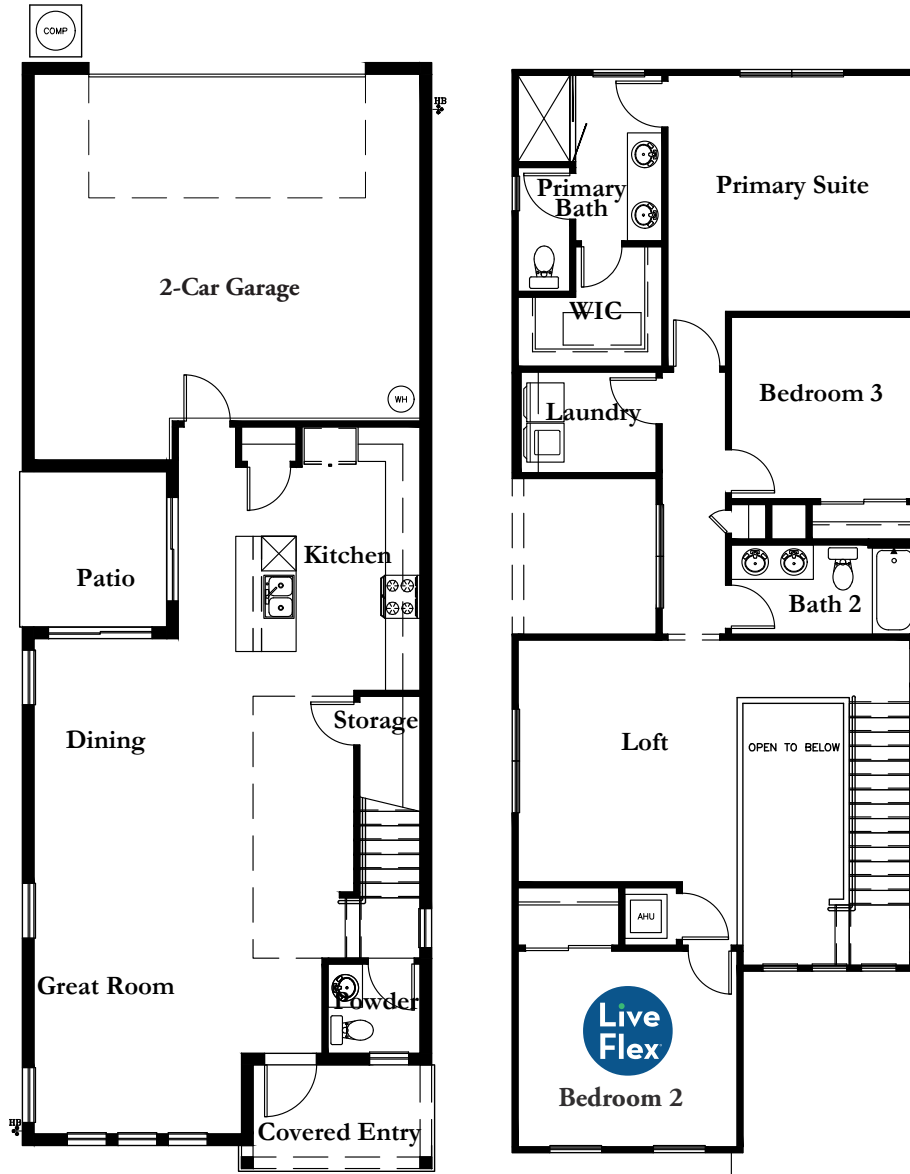 COMP
HB
2-Car Garage
WH
Kitchen
Patio
Storage
Dining
Great Room
Powder
HB
Covered Entry
Primary Suite
Primary
Bath
WIC
Bedroom 3
Laundry
Bath 2
Loft
OPEN TO BELOW
AHU
Live
Flex
Bedroom 2